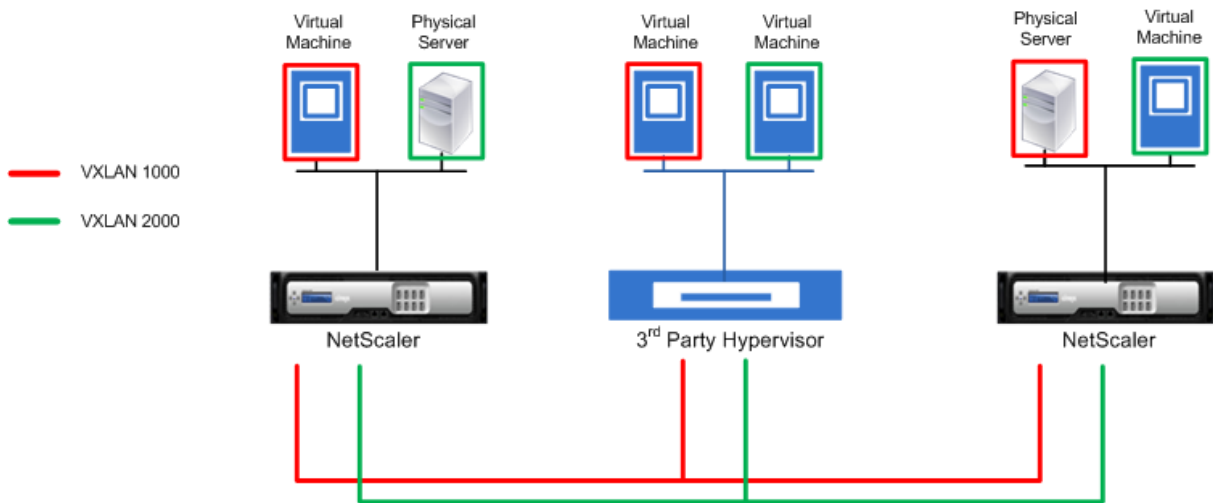 Virtual
Machine
Physical
Server
Virtual
Machine
Virtual
Machine
Physical
Server
Virtual
Machine
VXLAN 1000
VXLAN 2000
NetScaler
3rd Party Hypervisor
NetScaler